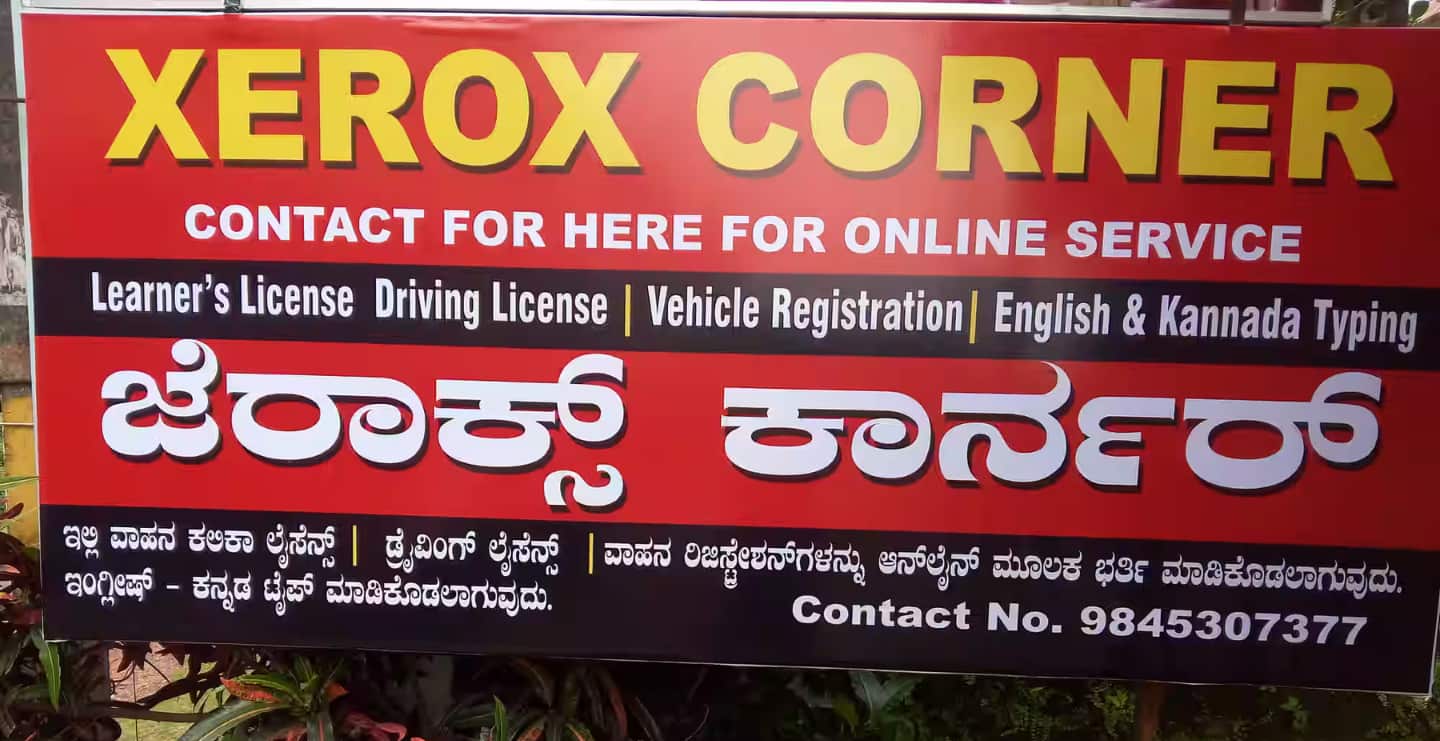 XEROX CORNER
CONTACT FOR HERE FOR ONLINE SERVICE
Learner's License Driving License | Vehicle Registration | English & Kannada Typing
ಜೆರಾಕ್ಸ್ ಕಾರ್ನರ್
ಇಲ್ಲಿ ವಾಹನ ಕಲಿಕಾ ಲೈಸೆನ್ಸ್ | ಡ್ರೈವಿಂಗ್ ಲೈಸೆನ್ಸ್ | ವಾಹನ ರಿಜಿಸ್ಟ್ರೇಶನ್‌ಗಳನ್ನು ಆನ್‌ಲೈನ್ ಮೂಲಕ ಭರ್ತಿ ಮಾಡಿಕೊಡಲಾಗುವುದು.
ಇಂಗ್ಲೀಷ್ - ಕನ್ನಡ ಟೈಪ್ ಮಾಡಿಕೊಡಲಾಗುವುದು.
Contact No. 9845307377